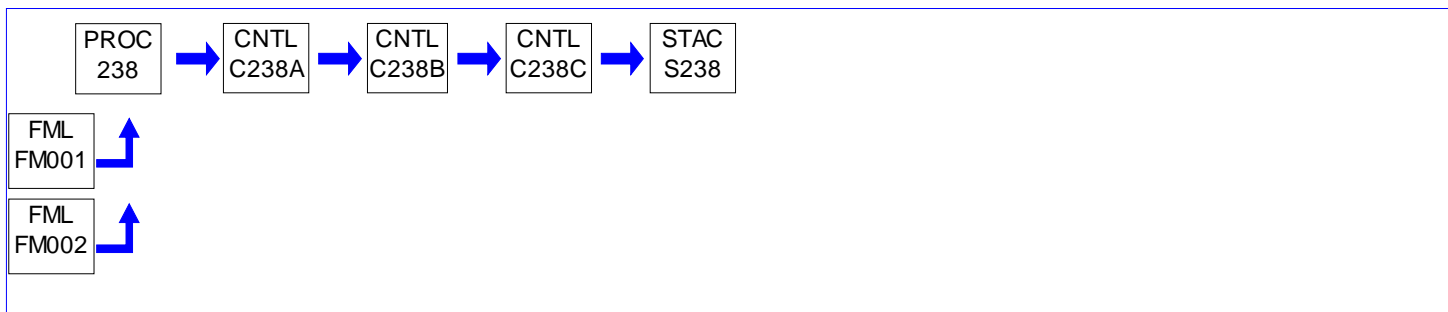 PROC
238
CNTL
C238A
CNTL
C238B
CNTL
C238C
STAC
S238
FML
FM001
FML
FM002